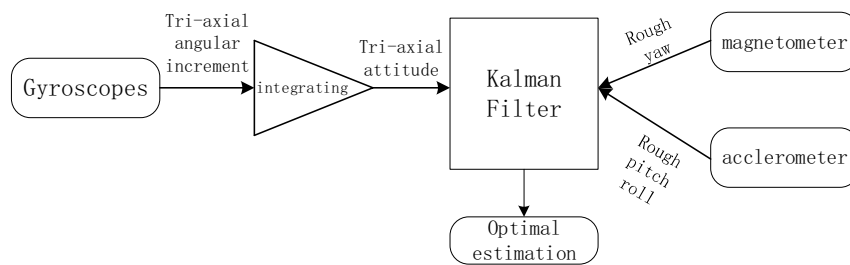 Tri-axial
angular
increment
Gyroscopes
integrating
Tri-axial
attitude
Kalman
Filter
Rough
yaw
magnetometer
Rough
pitch
roll
acclerometer
Optimal
estimation